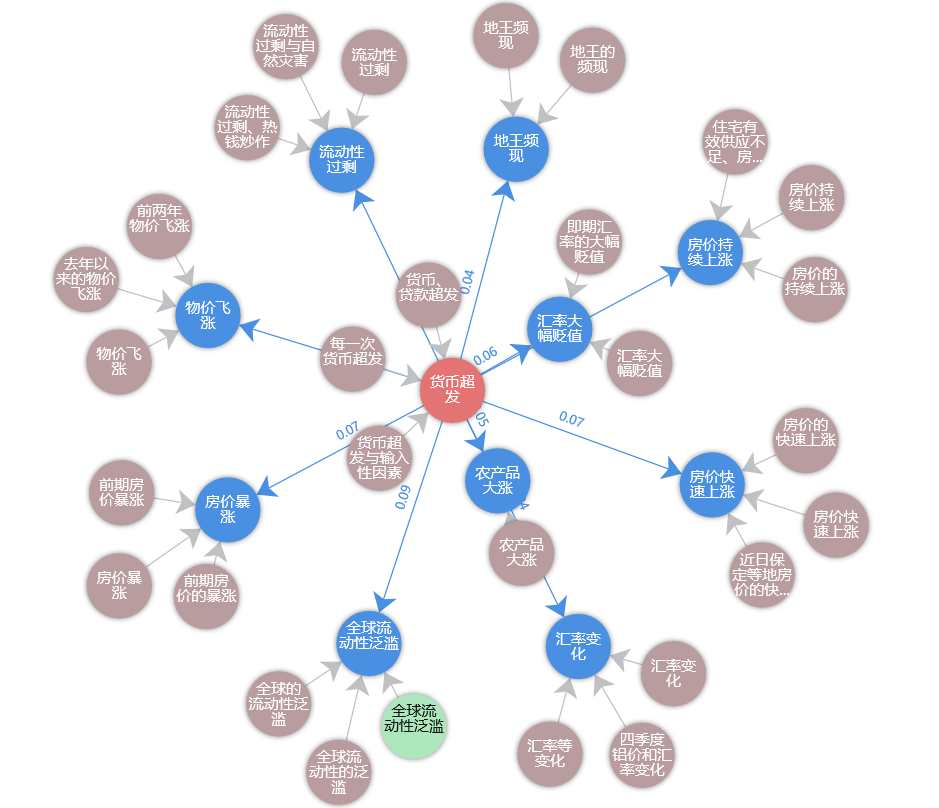 流动性
过剩与自
然灾害
流动性
过剩
流动性
过剩、热
钱炒作
流动性
过剩
地王频
现
地王的
频现
地王频
现
住宅有
效供应不
足、房...
房价持
续上涨
房价的
持续上涨
房价持
续上涨
前两年
物价飞涨
去年以
来的物价
飞涨
物价飞
涨
物价飞
涨
即期汇
率的大幅
贬值
汇率大
幅贬值
汇率大
幅贬值
货币、
贷款超发
每一次
货币超发
货币超
发
货币超
发与输入
性因素
0.04
0.06
0.07
0.07
05
0.09
4
农产品
大涨
农产品
大涨
房价的
快速上涨
房价快
速上涨
房价快
速上涨
近日保
定等地房
价的快...
前期房
价暴涨
房价暴
涨
房价暴
涨
前期房
价的暴涨
全球流
动性泛滥
全球的
流动性泛
滥
全球流
动性泛滥
全球流
动性的泛
滥
汇率变
化
汇率变
化
汇率等
变化
四季度
铝价和汇
率变化